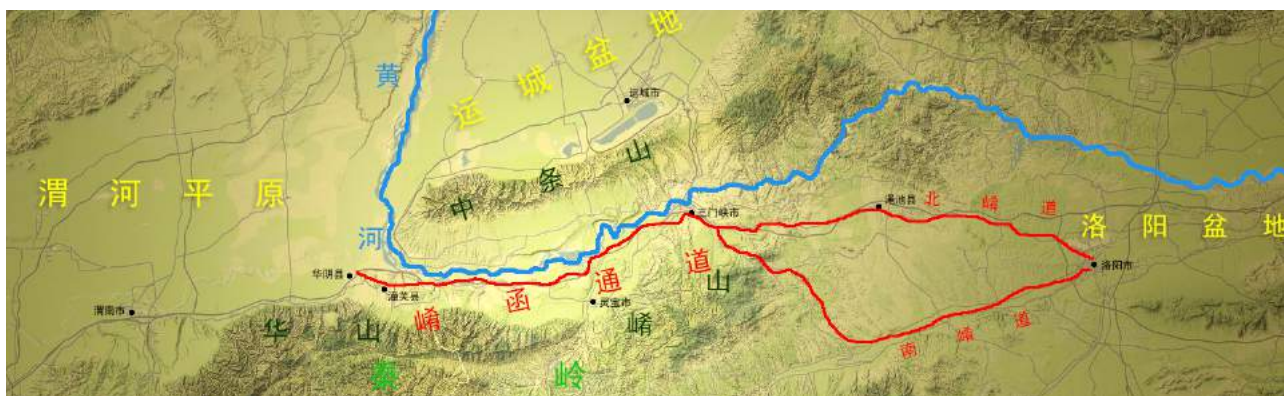 黄河
运城盆地
运城市
中条山
渭河平原
三门峡市
渑池县
北崤道
洛阳盆地
洛阳市
华阴县
潼关县
崤函通道
灵宝市
崤山
渭南市
华山
南崤道
秦岭